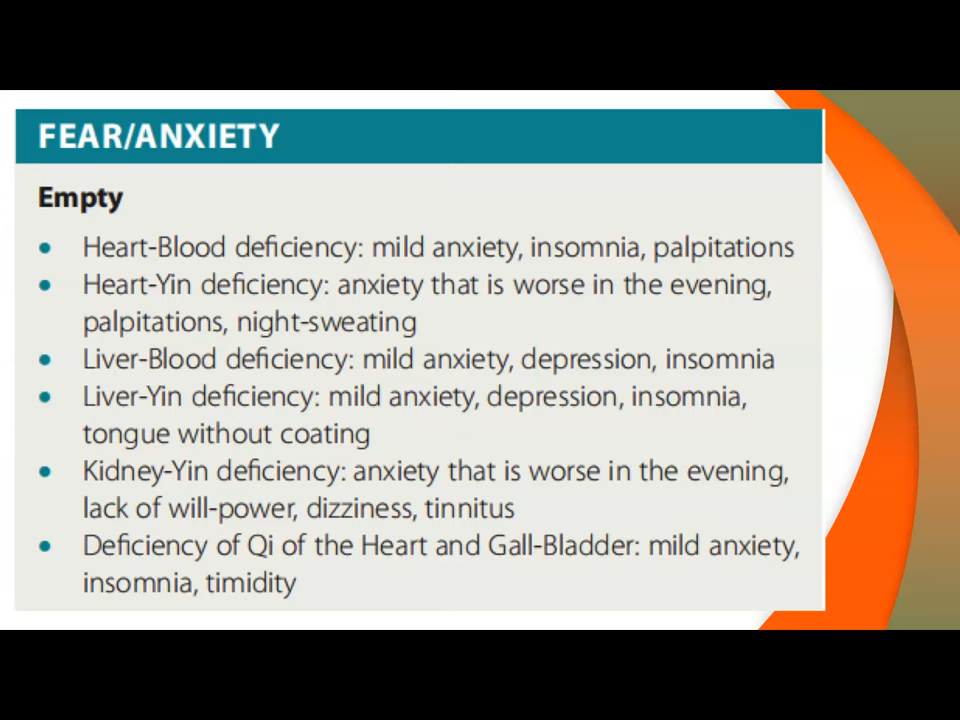 FEAR/ANXIETY
Empty
• Heart-Blood deficiency: mild anxiety, insomnia, palpitations
• Heart-Yin deficiency: anxiety that is worse in the evening,
palpitations, night-sweating
• Liver-Blood deficiency: mild anxiety, depression, insomnia
• Liver-Yin deficiency: mild anxiety, depression, insomnia,
tongue without coating
• Kidney-Yin deficiency: anxiety that is worse in the evening,
lack of will-power, dizziness, tinnitus
• Deficiency of Qi of the Heart and Gall-Bladder: mild anxiety,
insomnia, timidity